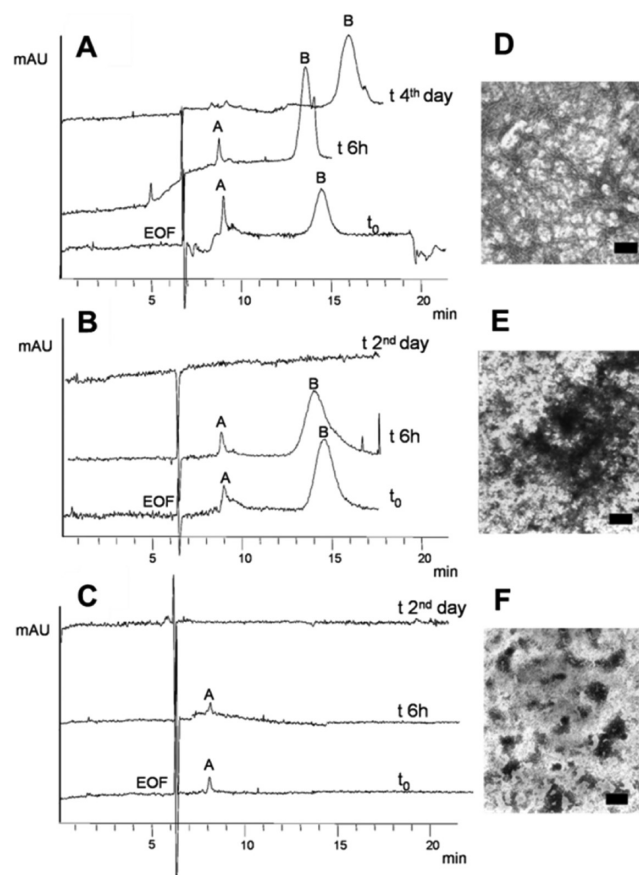 A
mAU
B
t 4th day
B
A
t 6h
A
B
t0
EOF
5 10 15 20
min
D
B
mAU
t 2nd day
B
A
t 6h
B
A
EOF
t0
5 10 15 20
min
E
C
mAU
t 2nd day
A
t 6h
A
EOF
t0
5 10 15 20
min
F